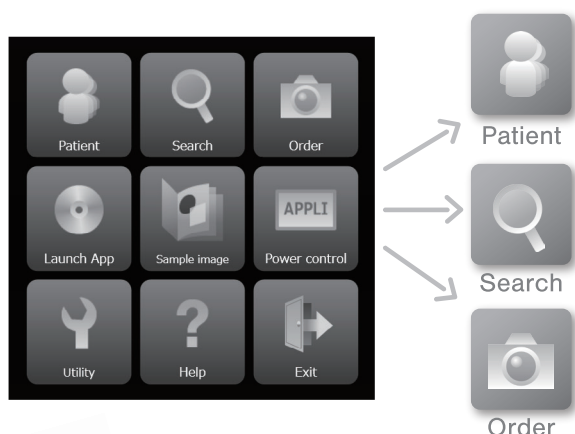 Patient
Search
Order
Launch App
Sample image
APPLI
Power control
Utility
Help
Exit
Patient
Search
Order